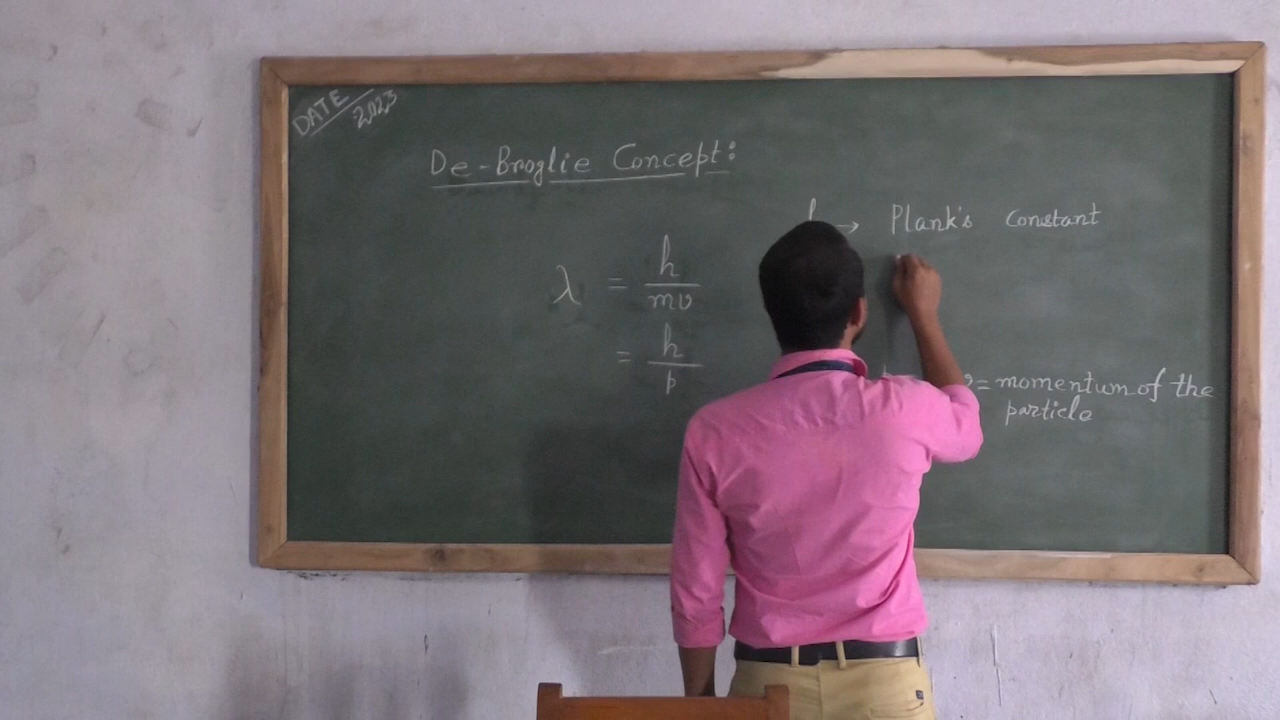 DATE
2023
De-Broglie Concept:
→ Plank's Constant
λ = h/mv
= h/p
= momentum of the
particle